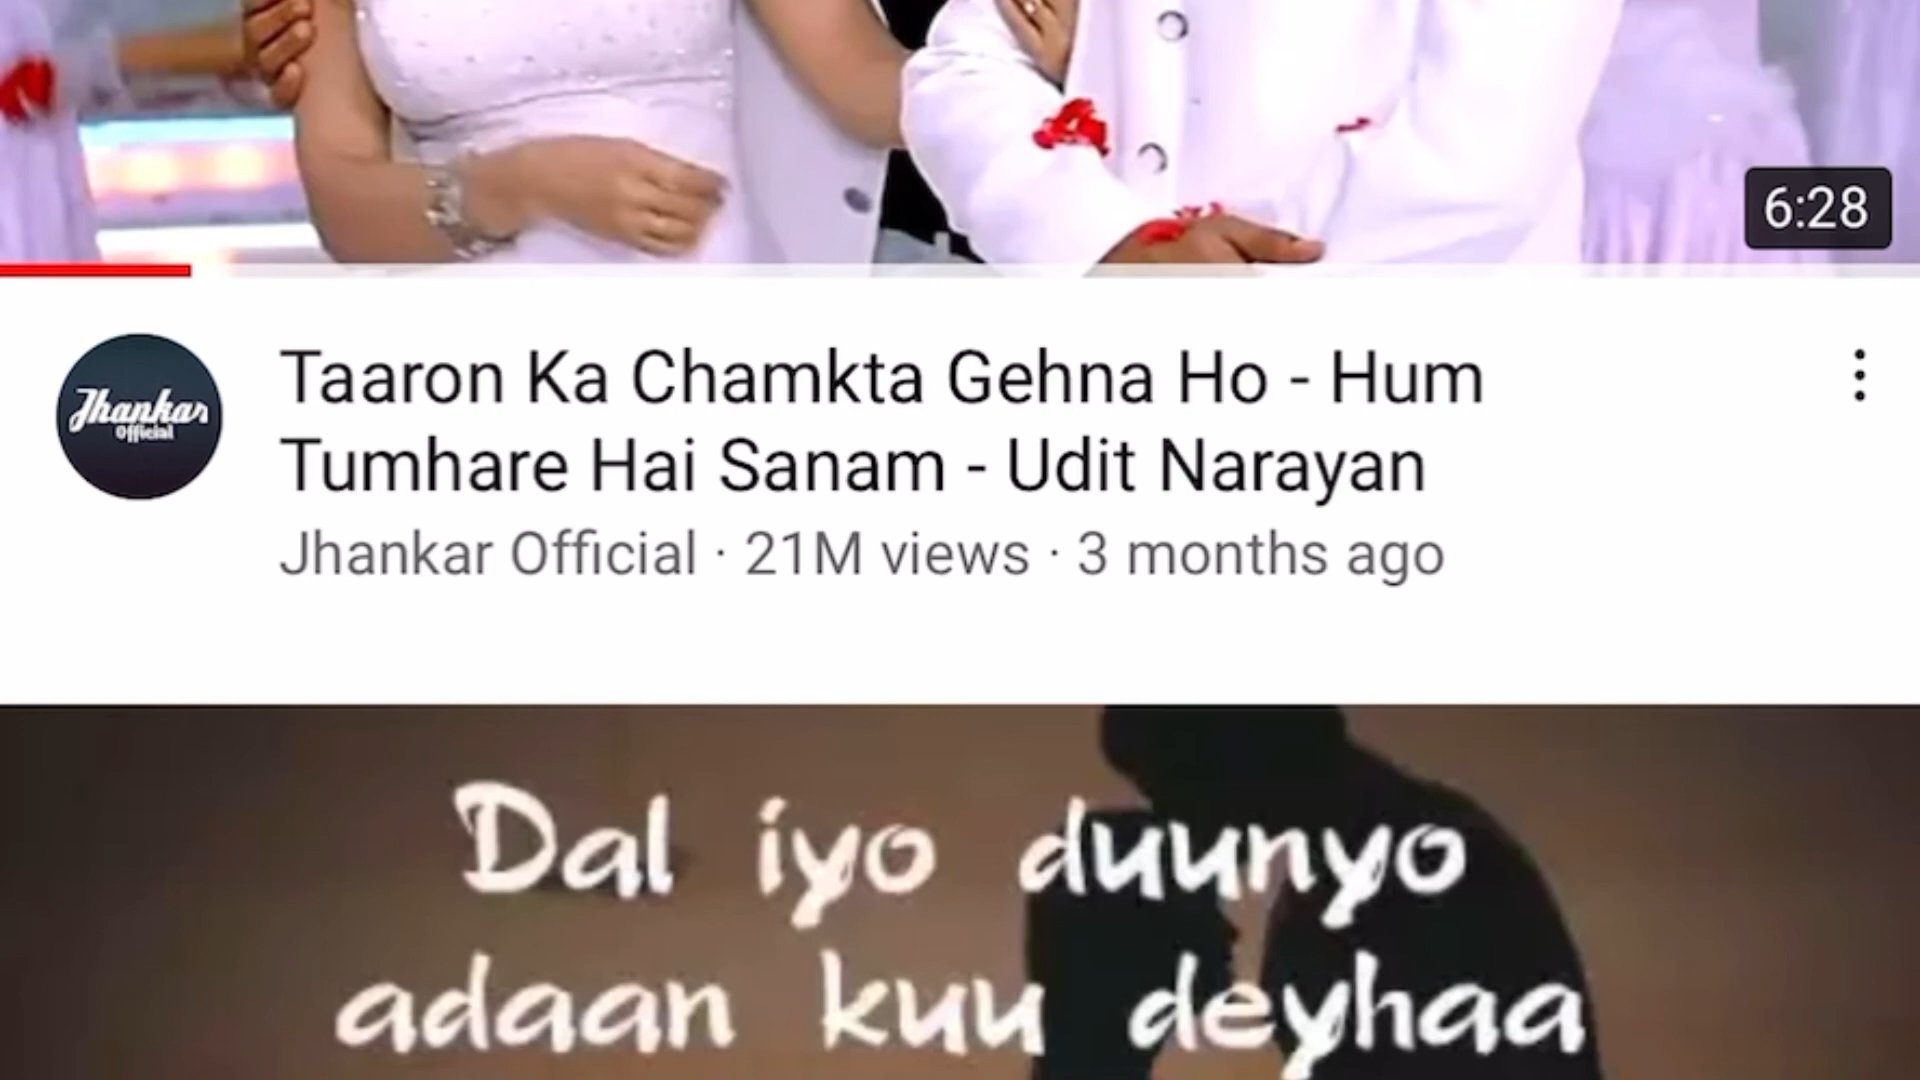 6:28
Jhankar
Official
Taaron Ka Chamkta Gehna Ho - Hum
Tumhare Hai Sanam - Udit Narayan
Jhankar Official · 21M views · 3 months ago
Dal iyo duunyo
adaan kuu deyhaa